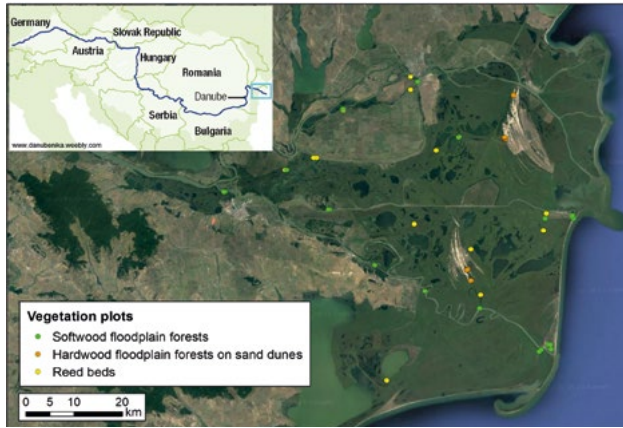 Germany
Slovak Republic
Austria
Hungary
Romania
Danube
Serbia
Bulgaria
www.danubenika.weebly.com
Vegetation plots
Softwood floodplain forests
Hardwood floodplain forests on sand dunes
Reed beds
0 5 10 20
km